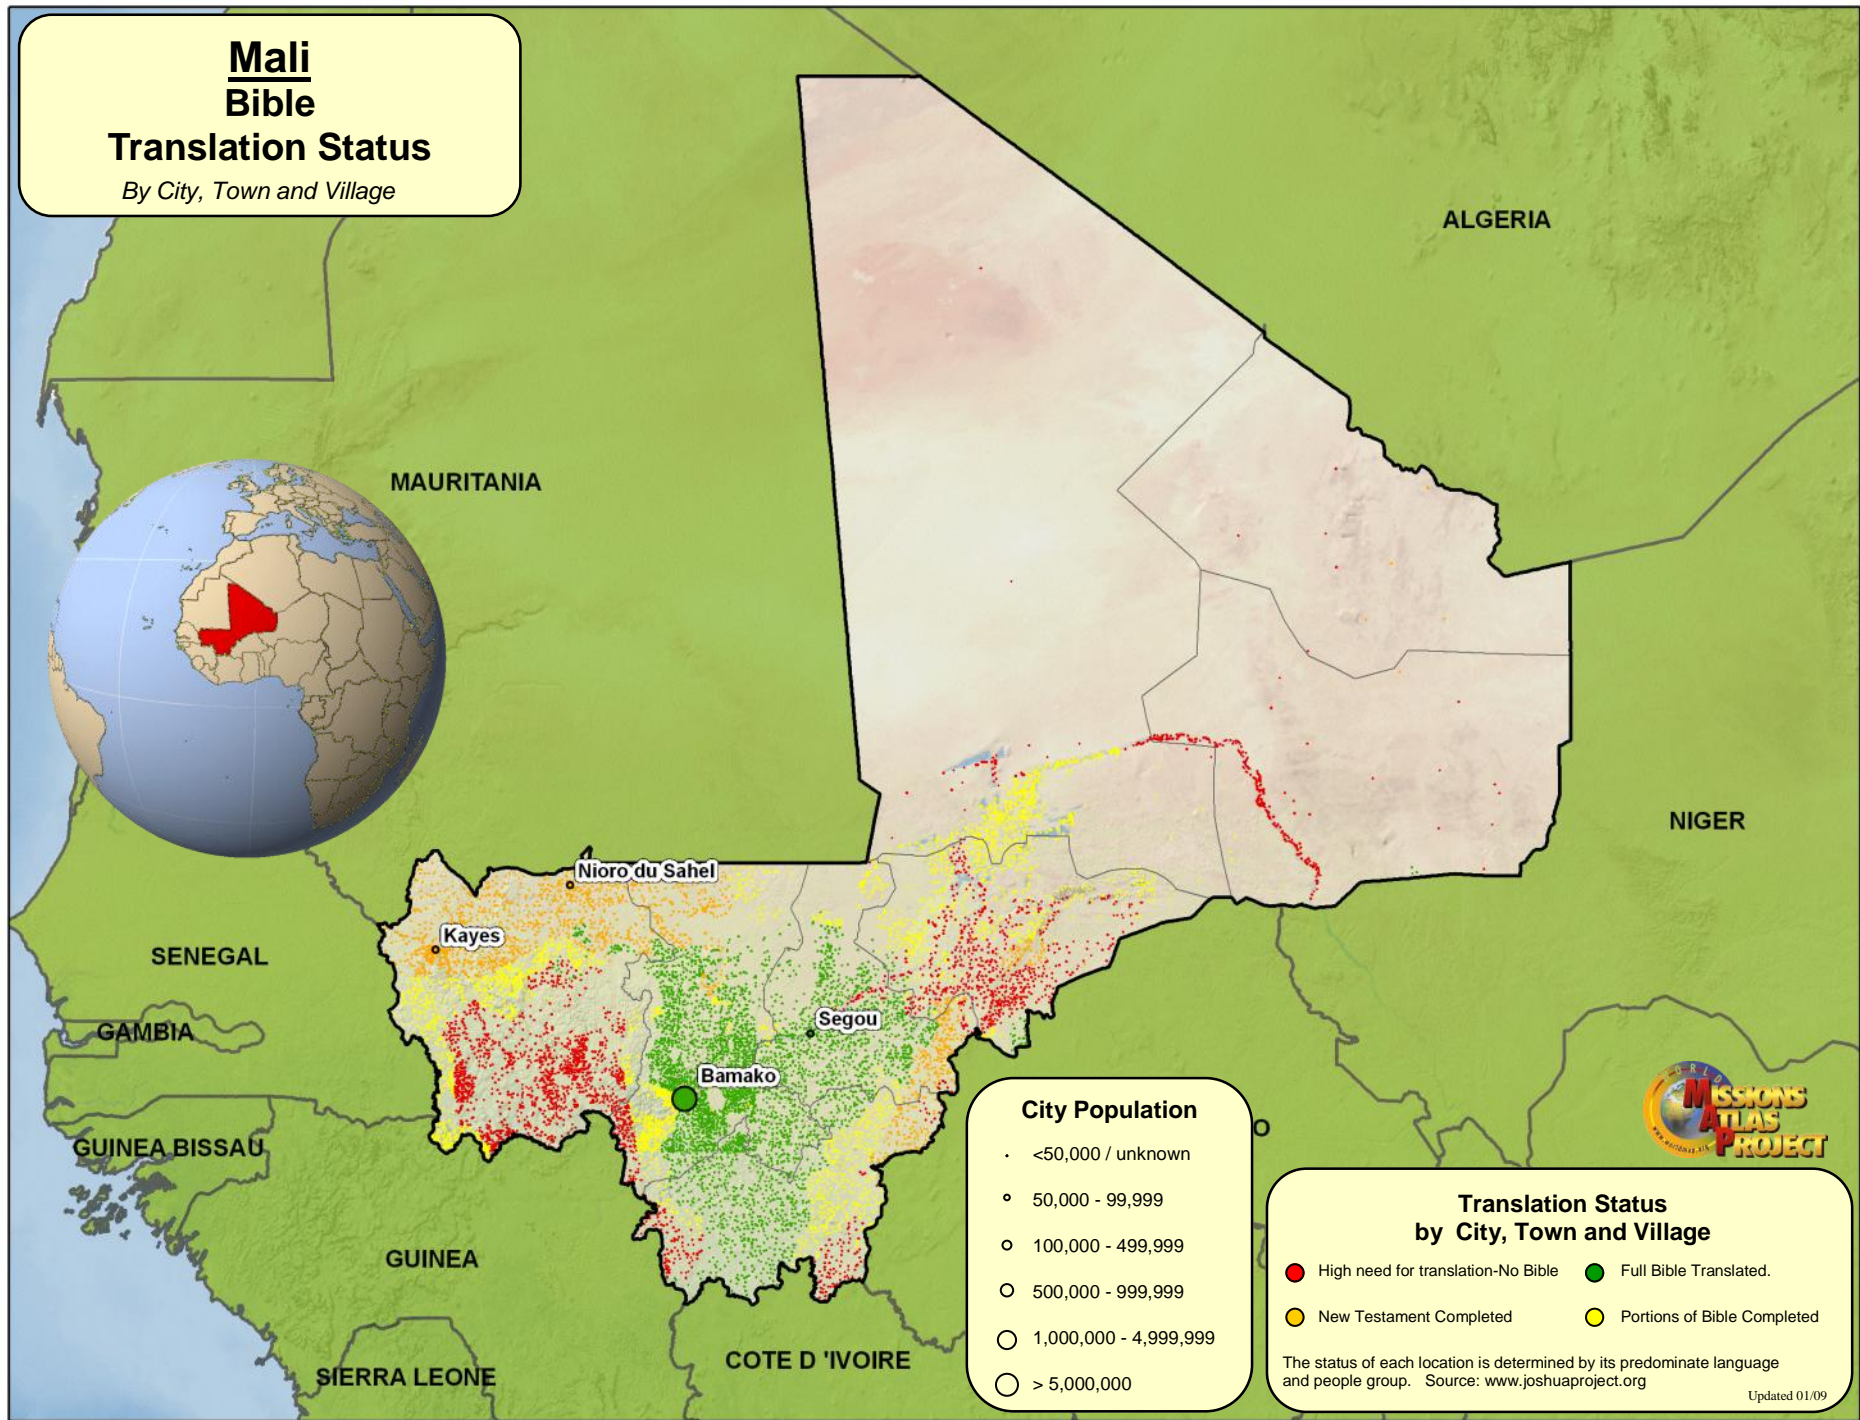 Mali
Bible
Translation Status
By City, Town and Village
ALGERIA
MAURITANIA
NIGER
Nioro du Sahel
Kayes
SENEGAL
GAMBIA
Segou
Bamako
GUINEA BISSAU
GUINEA
SIERRA LEONE
COTE D 'IVOIRE
O
City Population
<50,000 / unknown
50,000 - 99,999
100,000 - 499,999
500,000 - 999,999
1,000,000 - 4,999,999
> 5,000,000
WORLD
MISSIONS
ATLAS
PROJECT
Translation Status
by City, Town and Village
High need for translation-No Bible
Full Bible Translated.
New Testament Completed
Portions of Bible Completed
The status of each location is determined by its predominate language
and people group. Source: www.joshuaproject.org
Updated 01/09